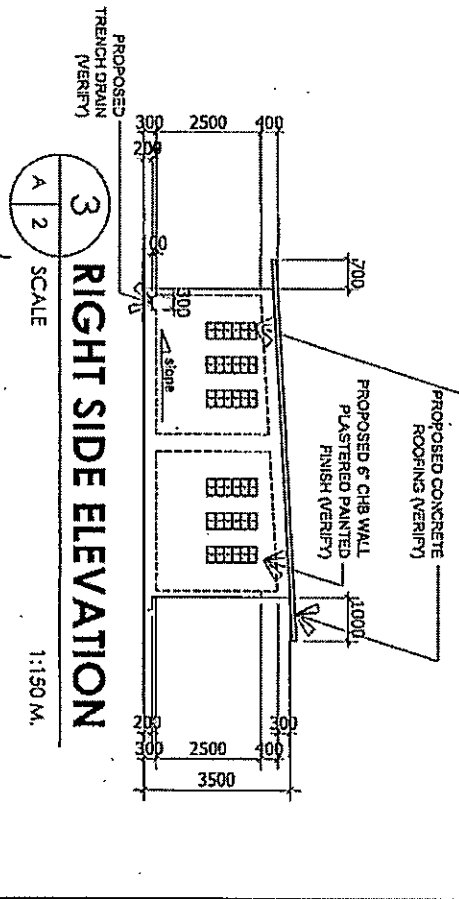 PROPOSED CONCRETE
ROOFING (VERIFY)
PROPOSED 6" CHB WALL
PLASTERED PAINTED
FINISH (VERIFY)
700
1000
300
2500
400
200
300
slope
200
300
2500
400
300
3500
PROPOSED
TRENCH DRAIN
(VERIFY)
3
A 2
RIGHT SIDE ELEVATION
SCALE
1:150 M.